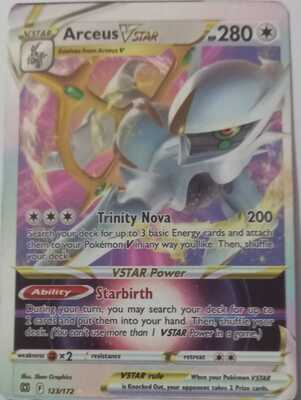 VSTAR Arceus VSTAR HP 280
Evolves from Arceus V
Trinity Nova 200
Search your deck for up to 3 basic Energy cards and attach
them to your Pokémon V in any way you like. Then, shuffle
your deck.
VSTAR Power
Ability Starbirth
During your turn, you may search your deck for up to
2 cards and put them into your hand. Then, shuffle your
deck. (You can't use more than 1 VSTAR Power in a game.)
weakness ×2 resistance retreat
Illus. 5ban Graphics
VSTAR rule When your Pokémon VSTAR
is Knocked Out, your opponent takes 2 Prize cards.
F 123/172